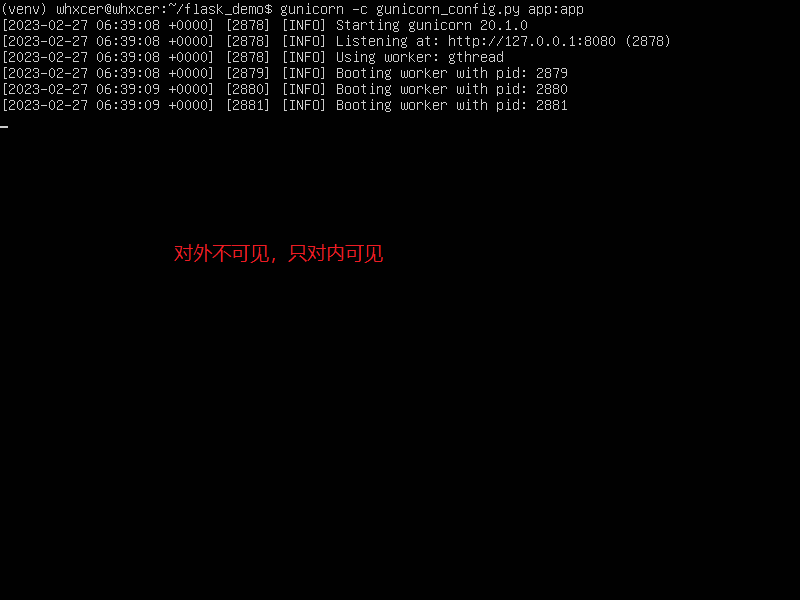 (venv) whxcer@whxcer:~/flask_demo$ gunicorn -c gunicorn_config.py app:app
[2023-02-27 06:39:08 +0000] [2878] [INFO] Starting gunicorn 20.1.0
[2023-02-27 06:39:08 +0000] [2878] [INFO] Listening at: http://127.0.0.1:8080 (2878)
[2023-02-27 06:39:08 +0000] [2878] [INFO] Using worker: gthread
[2023-02-27 06:39:08 +0000] [2879] [INFO] Booting worker with pid: 2879
[2023-02-27 06:39:09 +0000] [2880] [INFO] Booting worker with pid: 2880
[2023-02-27 06:39:09 +0000] [2881] [INFO] Booting worker with pid: 2881
对外不可见，只对内可见